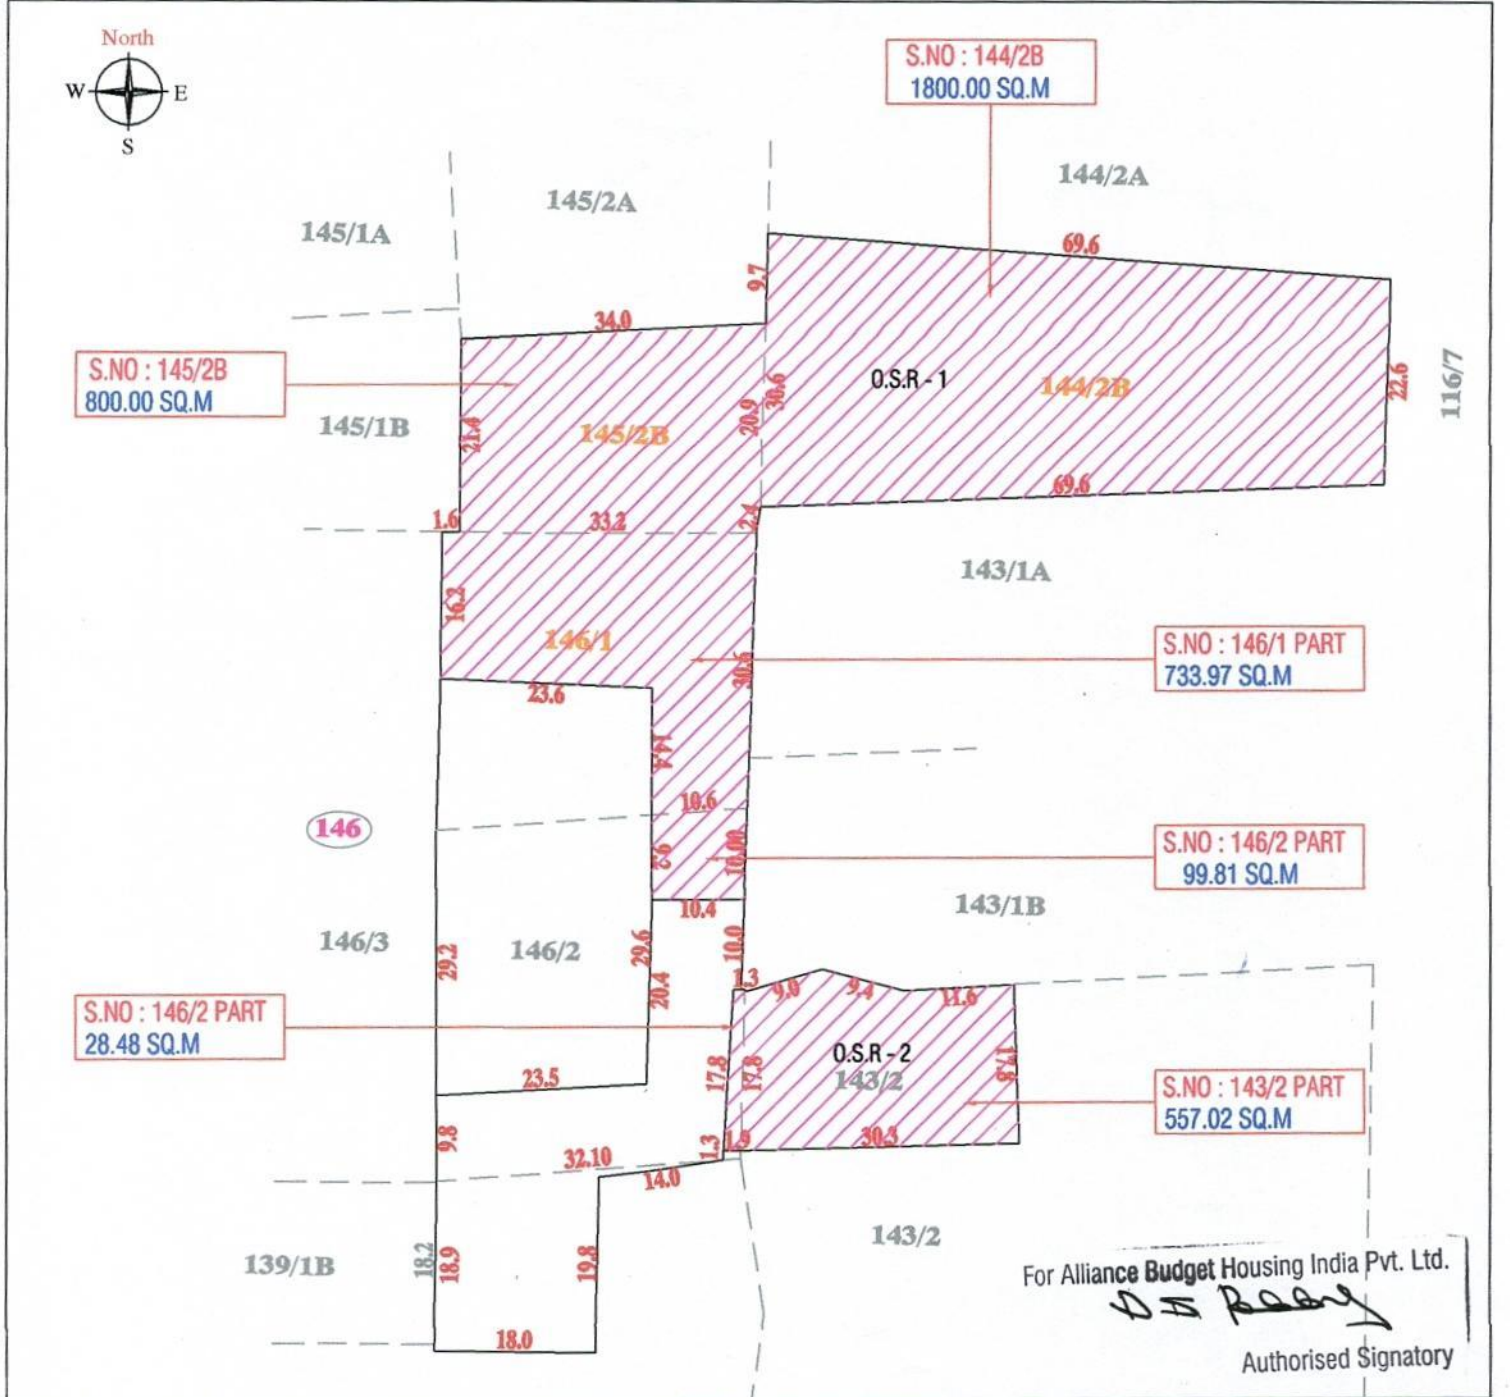 North
W E
S
S.NO : 144/2B
1800.00 SQ.M
144/2A
145/2A
145/1A
69.6
9.7
34.0
S.NO : 145/2B
800.00 SQ.M
O.S.R - 1
144/2B
22.6
116/7
145/1B
21.4
145/2B
20.9
30.6
69.6
1.6
33.2
2.4
143/1A
16.2
146/1
30.6
S.NO : 146/1 PART
733.97 SQ.M
23.6
14.4
10.6
146
9.2
10.00
S.NO : 146/2 PART
99.81 SQ.M
10.4
143/1B
146/3
29.2
146/2
29.6
10.0
20.4
1.3
9.0
9.4
11.6
S.NO : 146/2 PART
28.48 SQ.M
O.S.R - 2
143/2
17.8
17.8
17.8
23.5
S.NO : 143/2 PART
557.02 SQ.M
9.8
1.3
1.9
30.3
32.10
14.0
143/2
139/1B
18.2
18.9
19.8
18.0
For Alliance Budget Housing India Pvt. Ltd.
Authorised Signatory